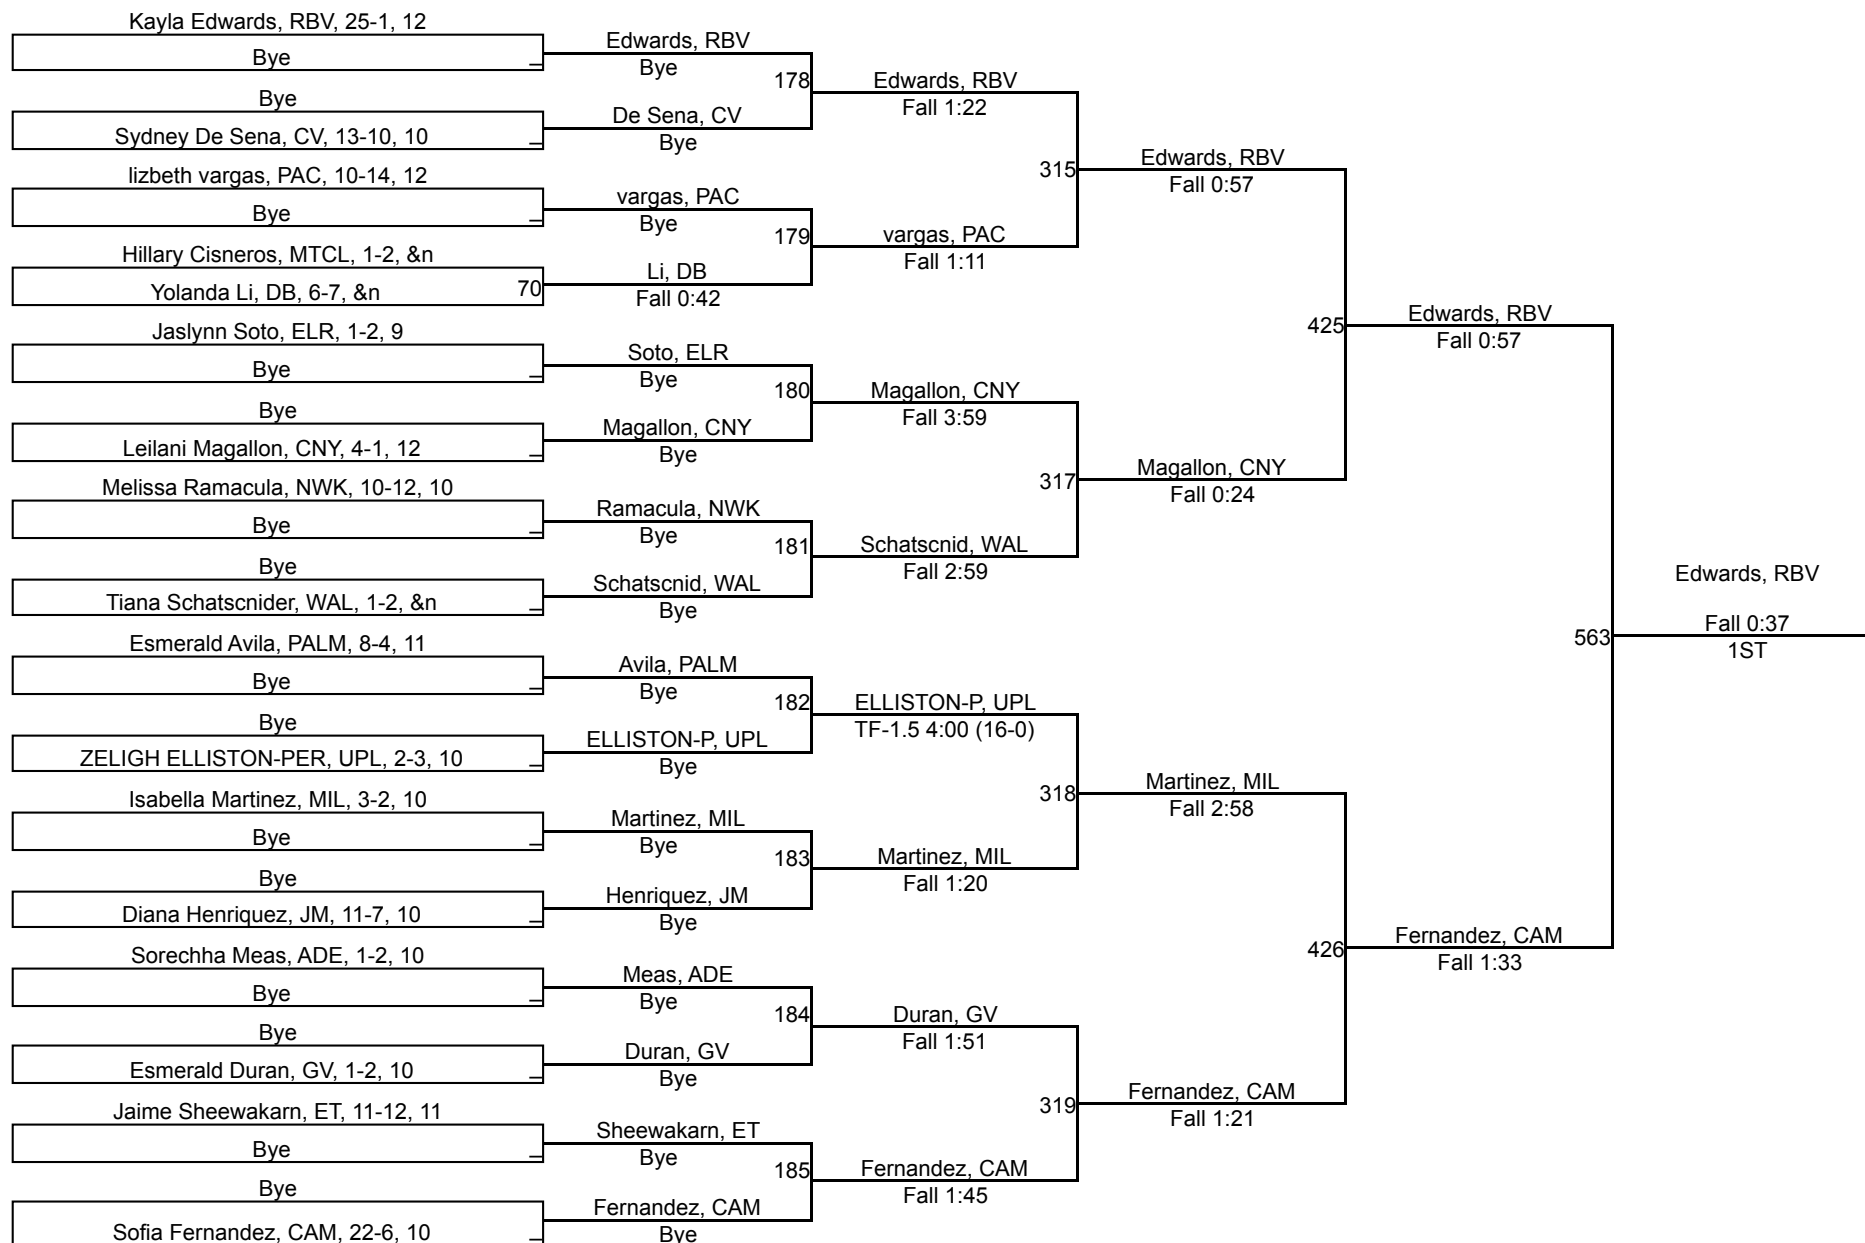 Kayla Edwards, RBV, 25-1, 12
Bye
Bye
Sydney De Sena, CV, 13-10, 10
lizbeth vargas, PAC, 10-14, 12
Bye
Hillary Cisneros, MTCL, 1-2, &n
Yolanda Li, DB, 6-7, &n
70
Jaslynn Soto, ELR, 1-2, 9
Bye
Bye
Leilani Magallon, CNY, 4-1, 12
Melissa Ramacula, NWK, 10-12, 10
Bye
Bye
Tiana Schatscnider, WAL, 1-2, &n
Esmerald Avila, PALM, 8-4, 11
Bye
Bye
ZELIGH ELLISTON-PER, UPL, 2-3, 10
Isabella Martinez, MIL, 3-2, 10
Bye
Bye
Diana Henriquez, JM, 11-7, 10
Sorechha Meas, ADE, 1-2, 10
Bye
Bye
Esmerald Duran, GV, 1-2, 10
Jaime Sheewakarn, ET, 11-12, 11
Bye
Bye
Sofia Fernandez, CAM, 22-6, 10
Edwards, RBV
Bye
178
De Sena, CV
Bye
vargas, PAC
Bye
179
Li, DB
Fall 0:42
Soto, ELR
Bye
180
Magallon, CNY
Bye
Ramacula, NWK
Bye
181
Schatscnid, WAL
Bye
Avila, PALM
Bye
182
ELLISTON-P, UPL
Bye
Martinez, MIL
Bye
183
Henriquez, JM
Bye
Meas, ADE
Bye
184
Duran, GV
Bye
Sheewakarn, ET
Bye
185
Fernandez, CAM
Bye
Edwards, RBV
Fall 1:22
315
vargas, PAC
Fall 1:11
Magallon, CNY
Fall 3:59
317
Schatscnid, WAL
Fall 2:59
ELLISTON-P, UPL
TF-1.5 4:00 (16-0)
318
Martinez, MIL
Fall 1:20
Duran, GV
Fall 1:51
319
Fernandez, CAM
Fall 1:45
Edwards, RBV
Fall 0:57
425
Magallon, CNY
Fall 0:24
Martinez, MIL
Fall 2:58
426
Fernandez, CAM
Fall 1:21
Edwards, RBV
Fall 0:57
563
Fernandez, CAM
Fall 1:33
Edwards, RBV
Fall 0:37
1ST